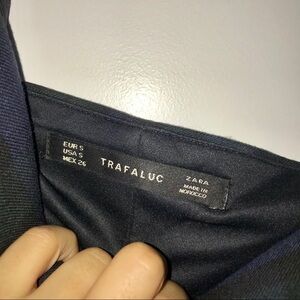 EUR S
USA S
MEX 26
TRAFALUC
ZARA
MADE IN
MOROCCO